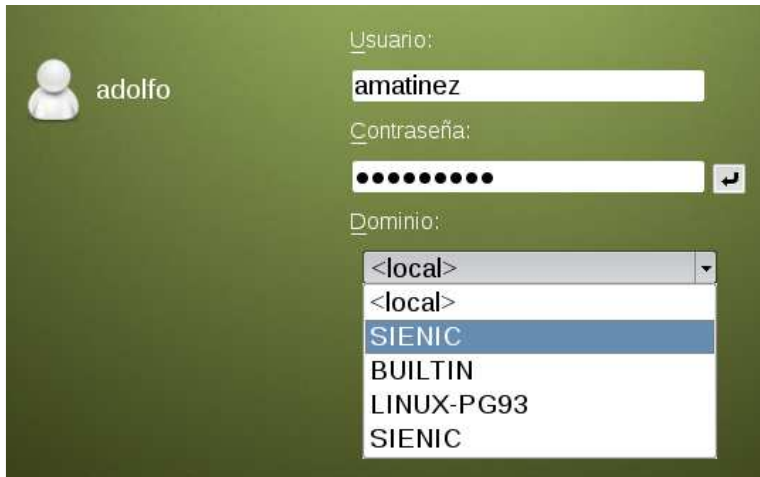 adolfo
Usuario:
amatinez
Contraseña:
Dominio:
<local>
<local>
SIENIC
BUILTIN
LINUX-PG93
SIENIC